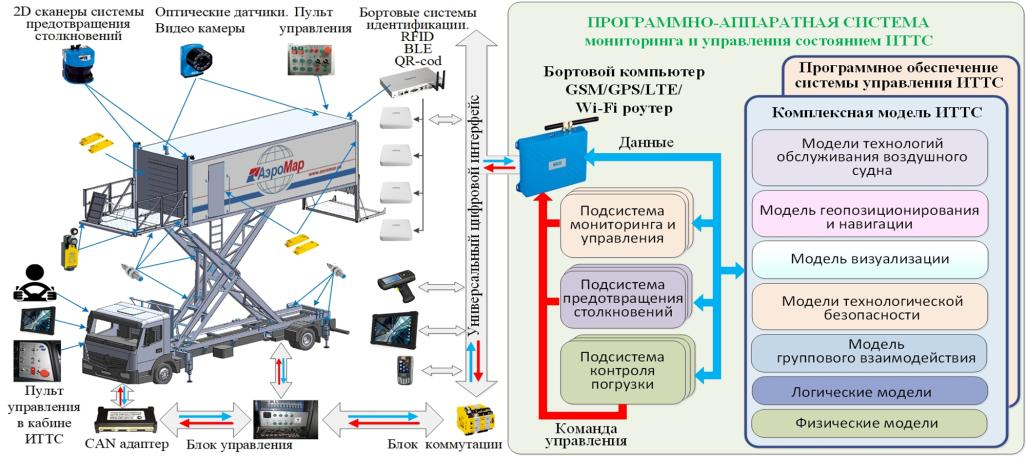 2D сканеры системы
предотвращения
столкновений
Оптические датчики.
Видео камеры
Пульт
управления
Бортовые системы
идентификации.
RFID
BLE
QR-cod
АэроМар
www.aeromar.ru
Универсальный цифровой интерфейс
Пульт
управления
в кабине
ИТТС
CAN адаптер
Блок управления
Блок коммутации
ПРОГРАММНО-АППАРАТНАЯ СИСТЕМА
мониторинга и управления состоянием ИТТС
Бортовой компьютер
GSM/GPS/LTE/
Wi-Fi роутер
Данные
Подсистема
мониторинга и
управления
Подсистема
предотвращения
столкновений
Подсистема
контроля
погрузки
Команда
управления
Программное обеспечение
системы управления ИТТС
Комплексная модель ИТТС
Модели технологий
обслуживания воздушного
судна
Модель геопозиционирования
и навигации
Модель визуализации
Модели технологической
безопасности
Модель
группового взаимодействия
Логические модели
Физические модели